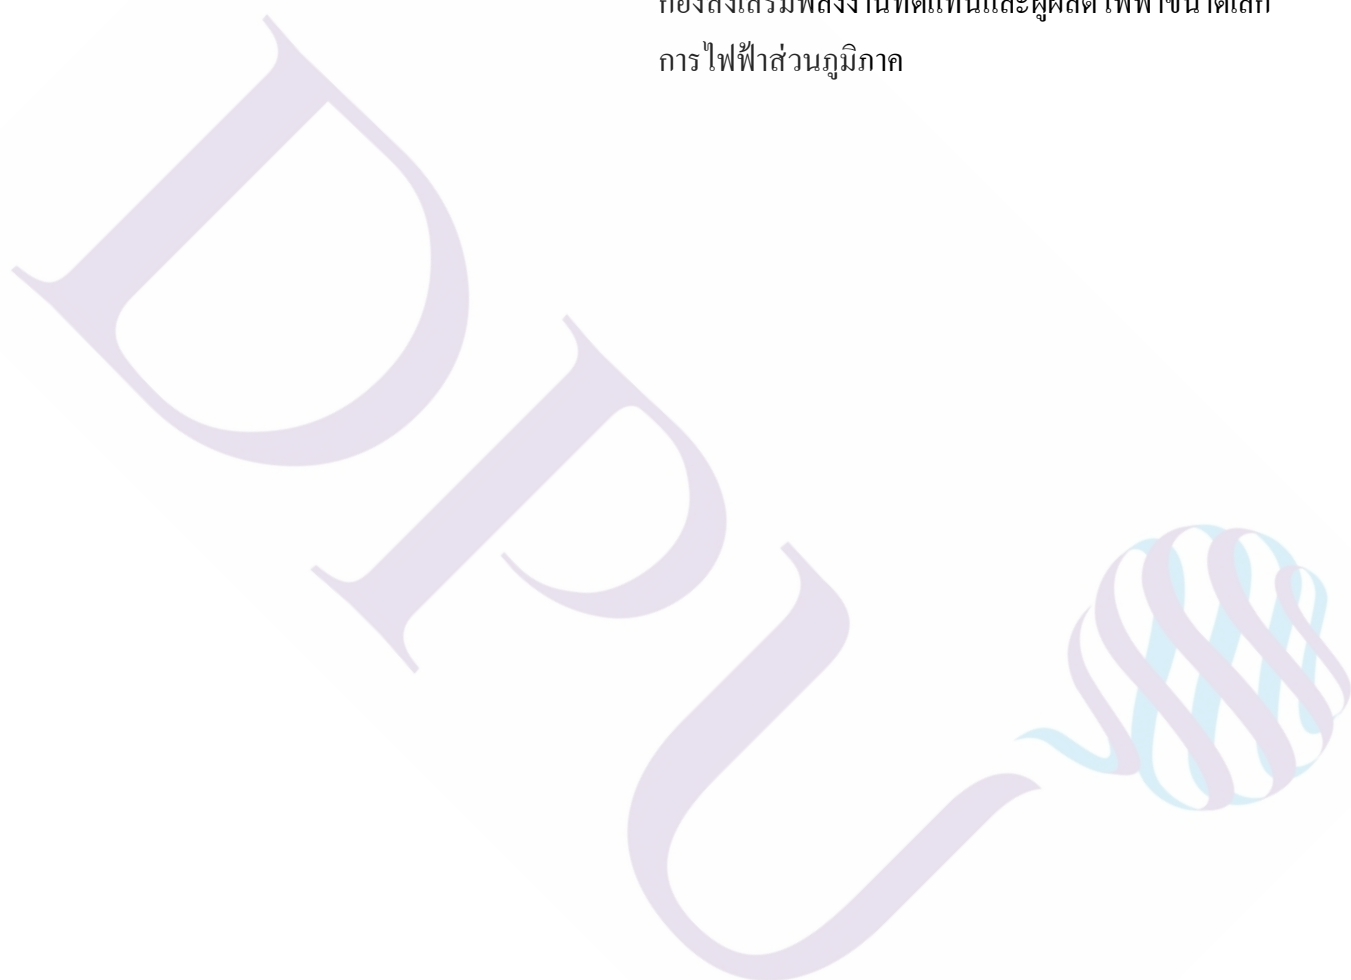 กองส่งเสริมพลังงานทดแทนและผู้ผลิตไฟฟ้าขนาดเล็ก
การไฟฟ้าส่วนภูมิภาค
DPU